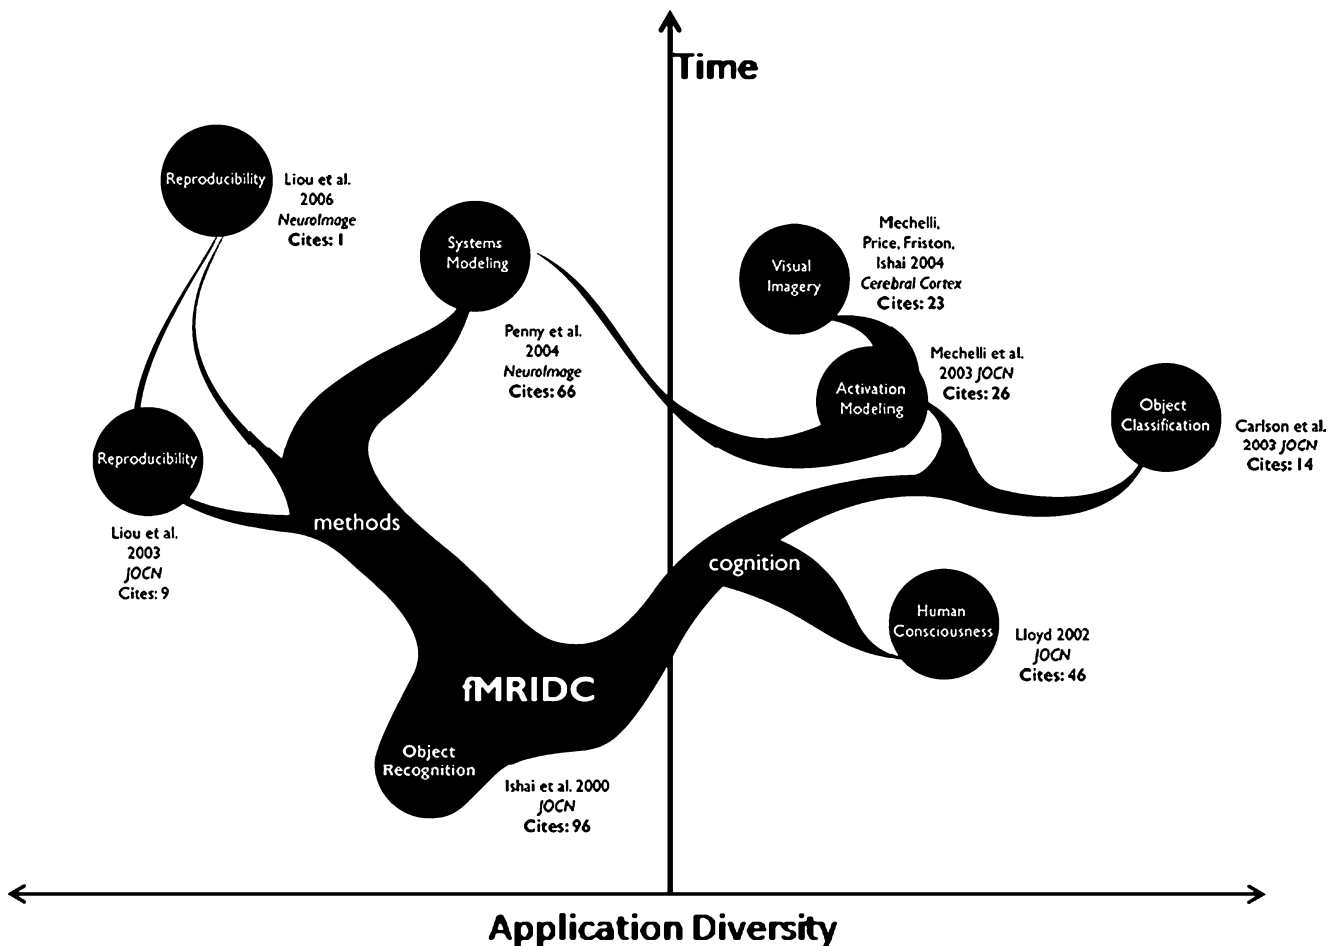 Time
Reproducibility
Liou et al.
2006
NeuroImage
Cites: 1
Systems
Modeling
Penny et al.
2004
NeuroImage
Cites: 66
Visual
Imagery
Mechelli,
Price, Friston,
Ishai 2004
Cerebral Cortex
Cites: 23
Activation
Modeling
Mechelli et al.
2003 JOCN
Cites: 26
Object
Classification
Carlson et al.
2003 JOCN
Cites: 14
Reproducibility
Liou et al.
2003
JOCN
Cites: 9
methods
cognition
Human
Consciousness
Lloyd 2002
JOCN
Cites: 46
fMRIDC
Object
Recognition
Ishai et al. 2000
JOCN
Cites: 96
Application Diversity